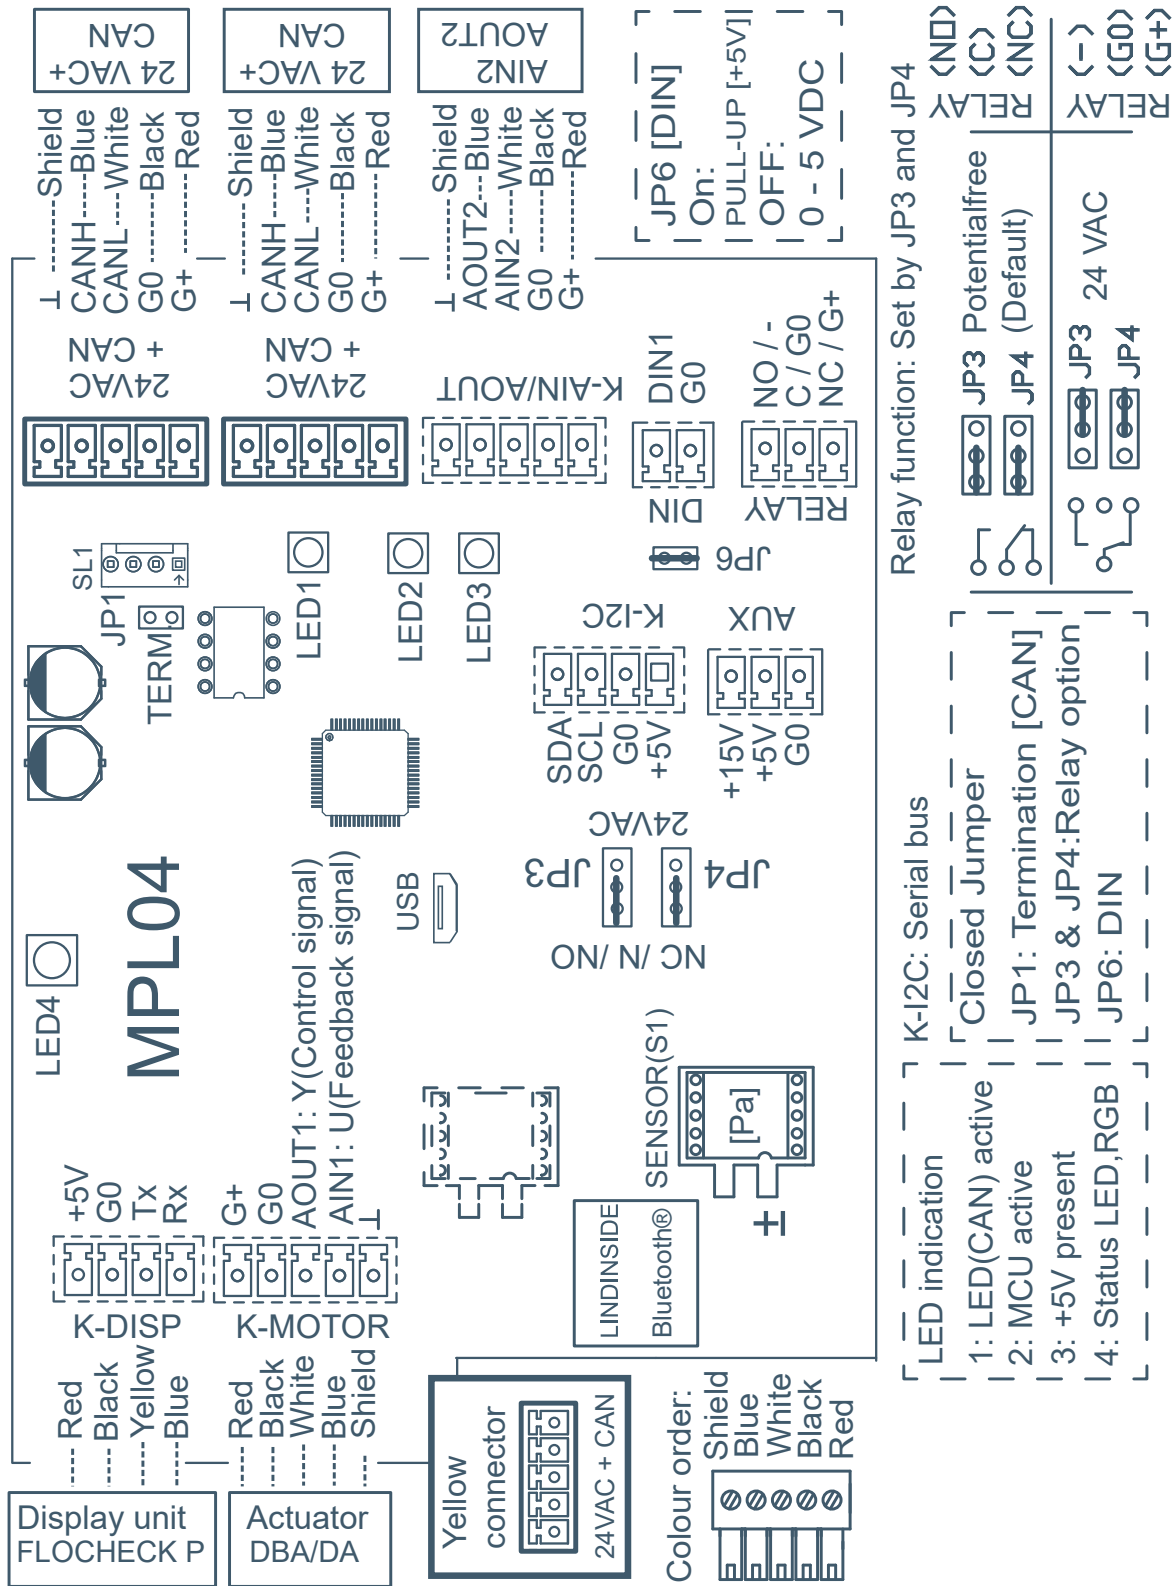 CAN
24 VAC+
CAN
24 VAC+
AOUT2
AIN2
Shield
Blue
White
Black
Red
Shield
Blue
White
Black
Red
Shield
Blue
White
Black
Red
⊥
CANH
CANL
G0
G+
⊥
CANH
CANL
G0
G+
⊥
AOUT2
AIN2
G0
G+
JP6 [DIN]
On:
PULL-UP [+5V]
OFF:
0 - 5 VDC
24VAC
+ CAN
24VAC
+ CAN
K-AIN/AOUT
DIN1
G0
NO / -
C / G0
NC / G+
DIN
RELAY
JP6
SL1
JP1
TERM.
LED1
LED2
LED3
K-I2C
SDA
SCL
G0
+5V
AUX
+15V
+5V
G0
24VAC
JP3
JP4
NC /N/ NO
USB
MPL04
LED4
SENSOR(S1)
[Pa]
±
LINDINSIDE
Bluetooth®
+5V
G0
Tx
Rx
K-DISP
G+
G0
AOUT1: Y(Control signal)
AIN1: U(Feedback signal)
⊥
K-MOTOR
Red
Black
Yellow
Blue
Red
Black
White
Blue
Shield
Display unit
FLOCHECK P
Actuator
DBA/DA
Yellow
connector
24VAC + CAN
Colour order:
Shield
Blue
White
Black
Red
Relay function: Set by JP3 and JP4
JP3 Potentialfree
JP4 (Default)
RELAY <NO>
<C>
RELAY <NC>
JP3
JP4
24 VAC
RELAY <->
<G0>
RELAY <G+>
K-I2C: Serial bus
Closed Jumper
JP1: Termination [CAN]
JP3 & JP4:Relay option
JP6: DIN
LED indication
1: LED(CAN) active
2: MCU active
3: +5V present
4: Status LED,RGB